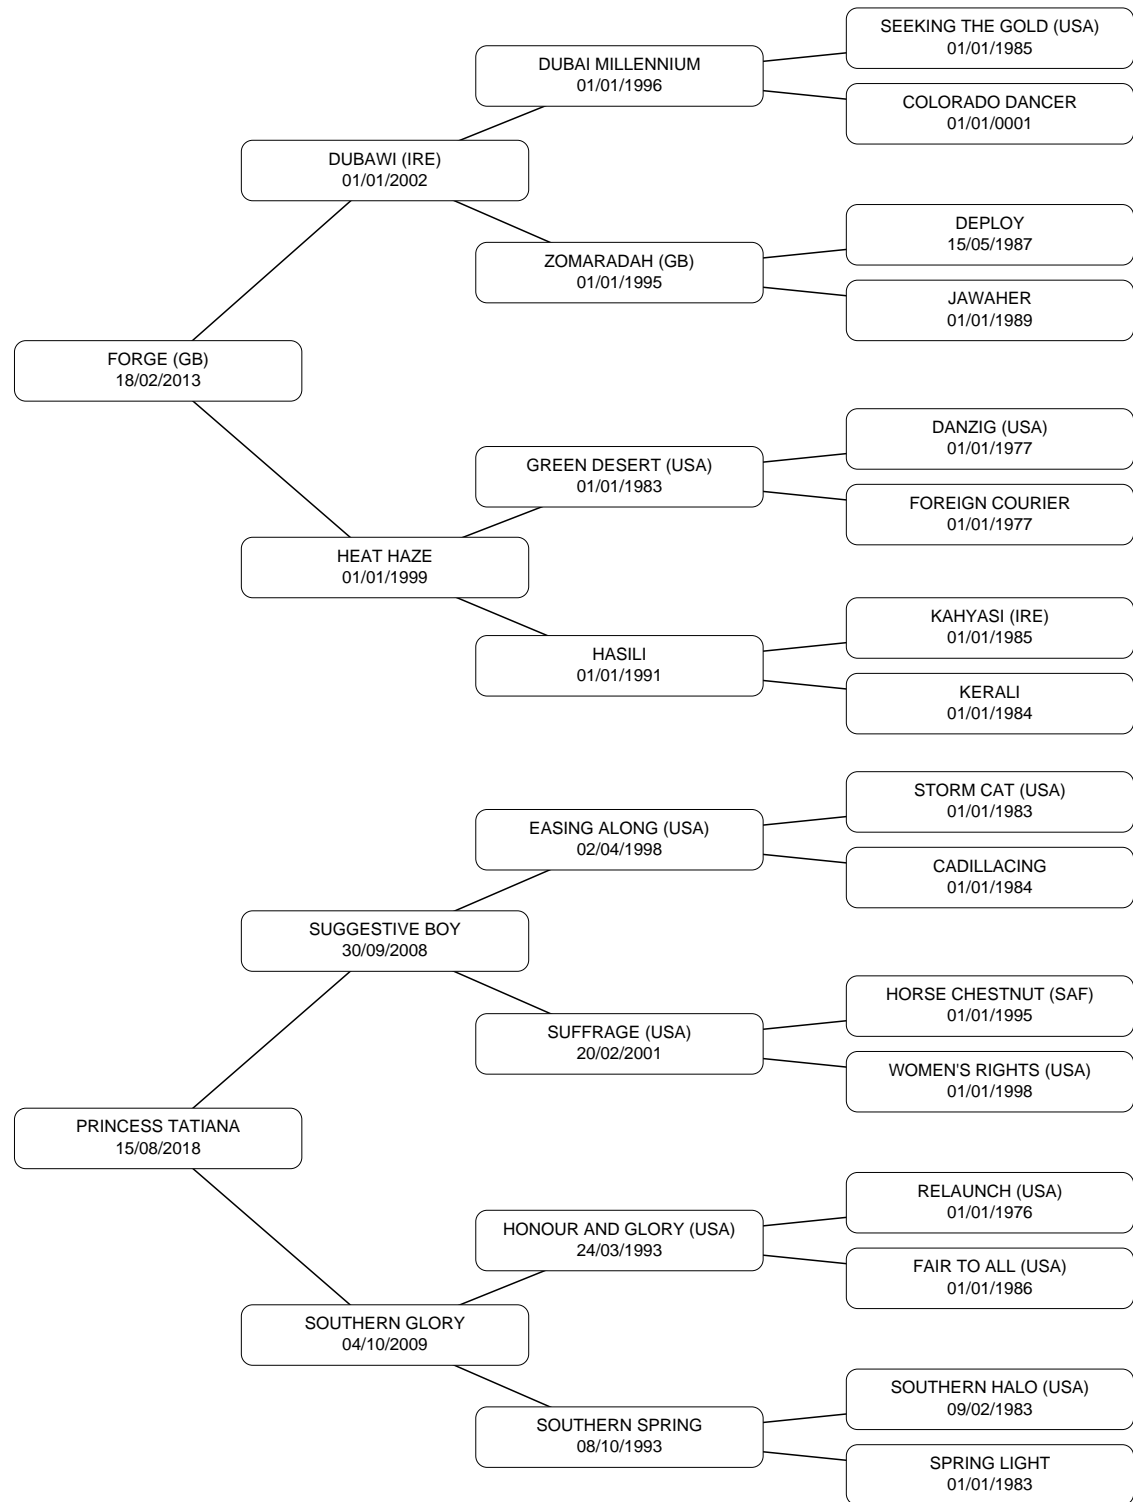 SEEKING THE GOLD (USA)
01/01/1985
DUBAI MILLENNIUM
01/01/1996
COLORADO DANCER
01/01/0001
DUBAWI (IRE)
01/01/2002
DEPLOY
15/05/1987
ZOMARADAH (GB)
01/01/1995
JAWAHER
01/01/1989
FORGE (GB)
18/02/2013
DANZIG (USA)
01/01/1977
GREEN DESERT (USA)
01/01/1983
FOREIGN COURIER
01/01/1977
HEAT HAZE
01/01/1999
KAHYASI (IRE)
01/01/1985
HASILI
01/01/1991
KERALI
01/01/1984
STORM CAT (USA)
01/01/1983
EASING ALONG (USA)
02/04/1998
CADILLACING
01/01/1984
SUGGESTIVE BOY
30/09/2008
HORSE CHESTNUT (SAF)
01/01/1995
SUFFRAGE (USA)
20/02/2001
WOMEN'S RIGHTS (USA)
01/01/1998
PRINCESS TATIANA
15/08/2018
RELAUNCH (USA)
01/01/1976
HONOUR AND GLORY (USA)
24/03/1993
FAIR TO ALL (USA)
01/01/1986
SOUTHERN GLORY
04/10/2009
SOUTHERN HALO (USA)
09/02/1983
SOUTHERN SPRING
08/10/1993
SPRING LIGHT
01/01/1983